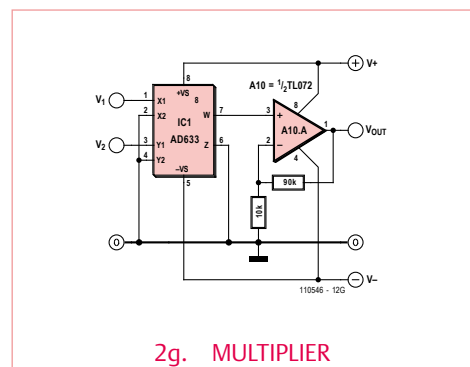 V+
A10 = 1/2TL072
8
+VS
8
V1
1
X1
2
X2
IC1
AD633
W
7
3
+
8
A10.A
1
VOUT
V2
3
Y1
4
Y2
Z
6
2
−
4
–VS
5
90k
10k
0
0
110546 - 12G
V–
2g. MULTIPLIER